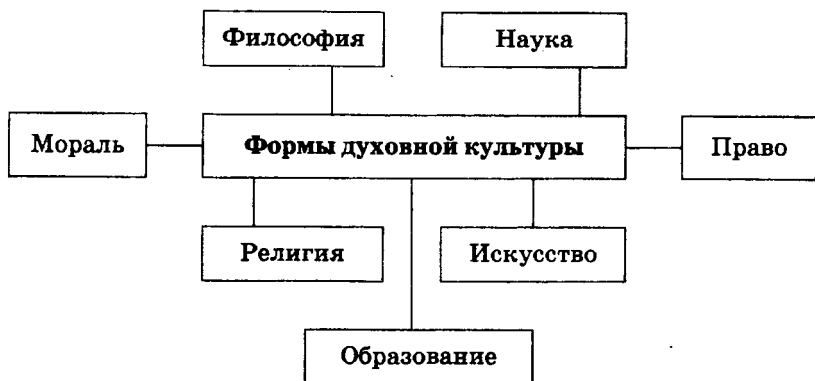 Философия
Наука
Мораль
Формы духовной культуры
Право
Религия
Искусство
Образование